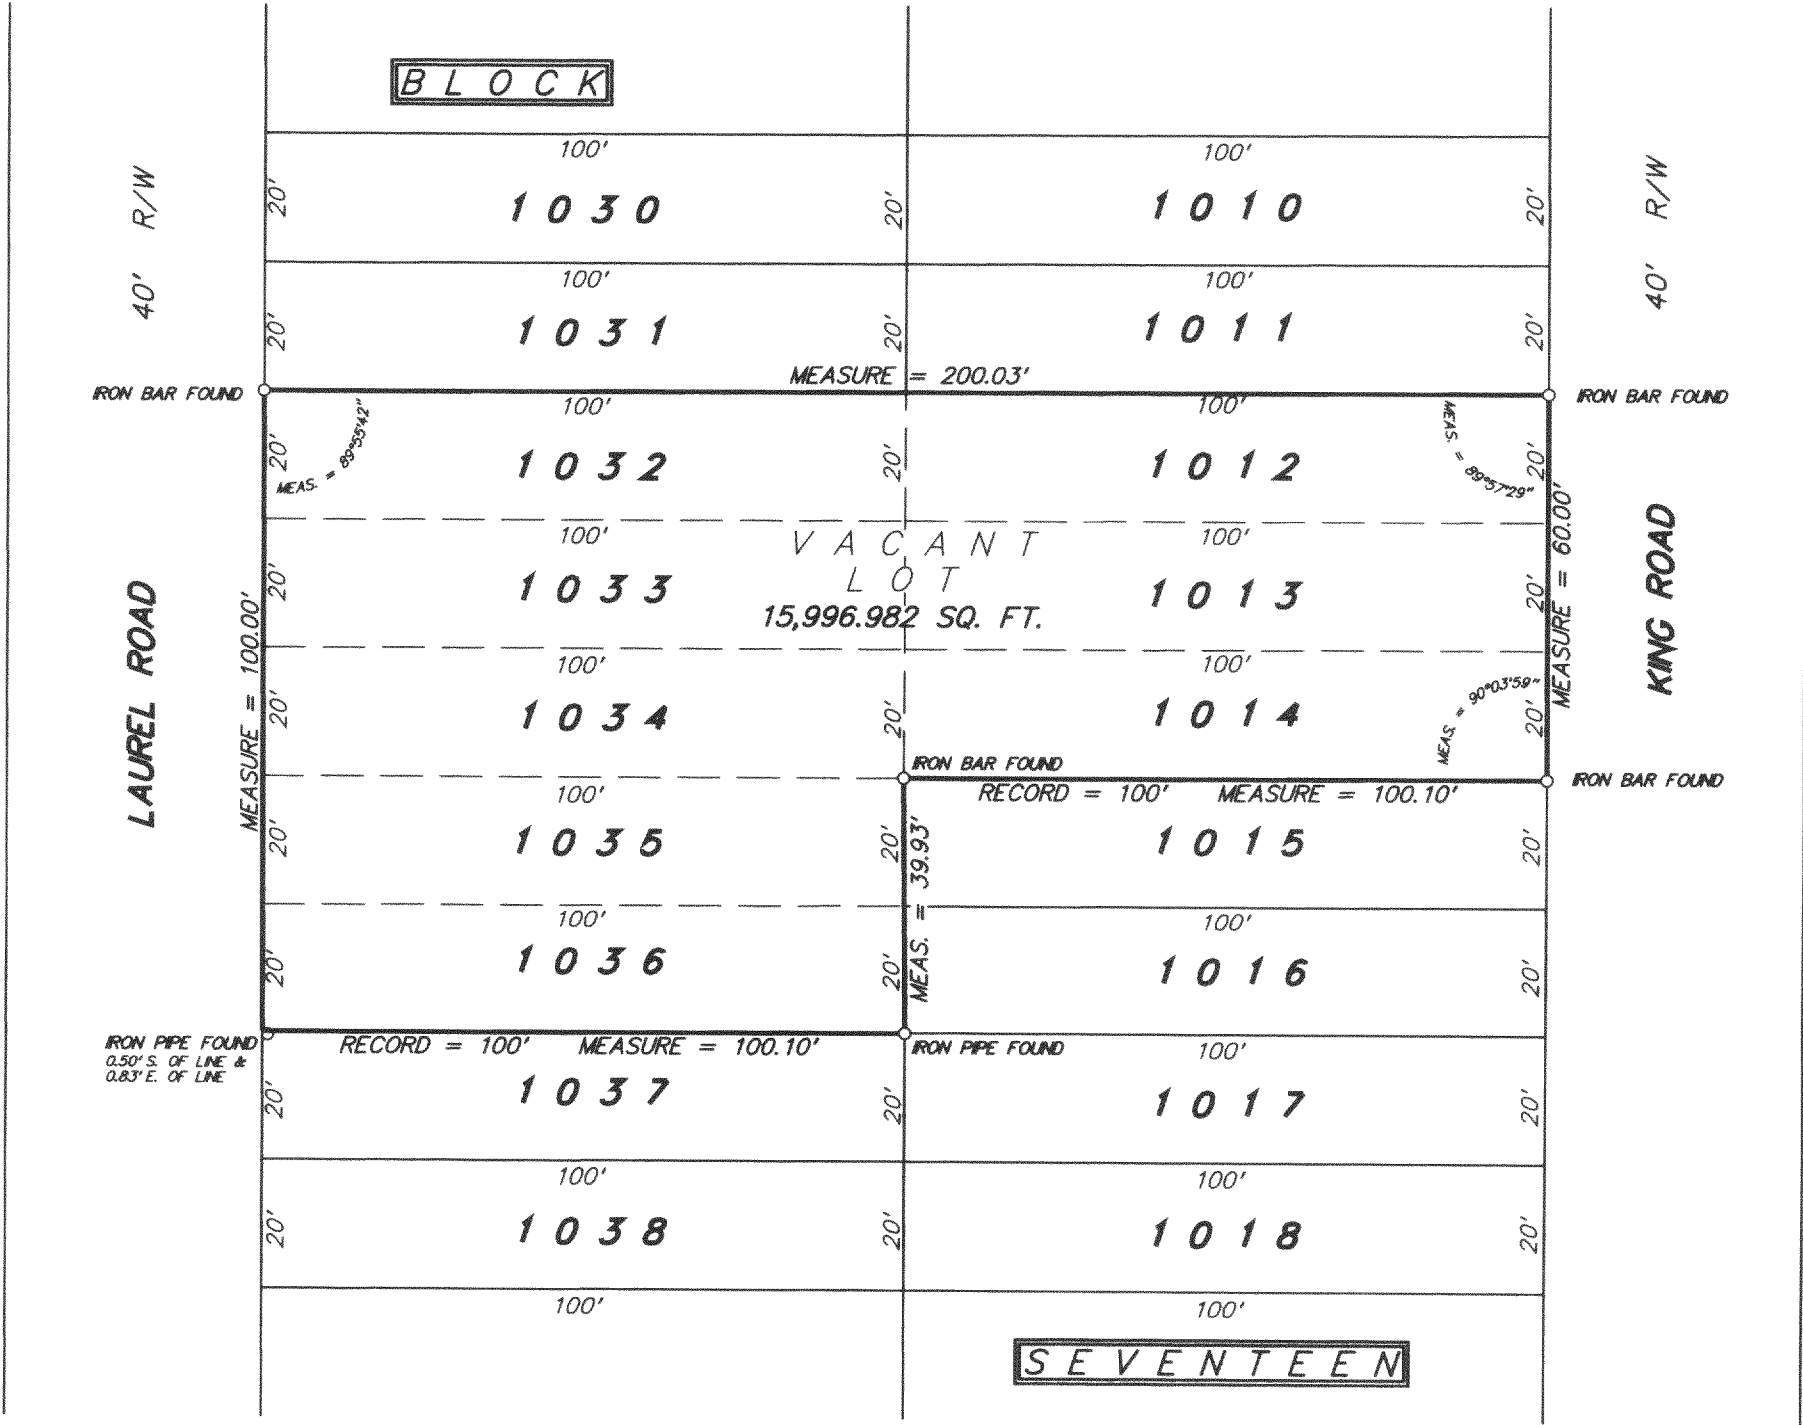 BLOCK
100' 100'
20' 1030 20' 1010 20'
40' R/W 40' R/W
100' 100'
20' 1031 20' 1011 20'
MEASURE = 200.03'
IRON BAR FOUND IRON BAR FOUND
100' 100'
20' 1032 20' 1012 20'
MEAS. = 89°55'42" MEAS. = 89°57'29"
100' 100'
VACANT
LOT
20' 1033 1013 20'
15,996.982 SQ. FT.
LAUREL ROAD
MEASURE = 100.00'
MEASURE = 60.00'
KING ROAD
100' 100'
20' 1034 20' 1014 20'
MEAS. = 90°03'59"
IRON BAR FOUND
IRON BAR FOUND
100' RECORD = 100' MEASURE = 100.10'
20' 1035 20' 1015 20'
MEAS. = 39.93'
100' 100'
20' 1036 20' 1016 20'
IRON PIPE FOUND
0.50' S. OF LINE &
0.83' E. OF LINE
RECORD = 100' MEASURE = 100.10'
IRON PIPE FOUND
100'
20' 1037 20' 1017 20'
100' 100'
20' 1038 20' 1018 20'
100' 100'
SEVENTEEN